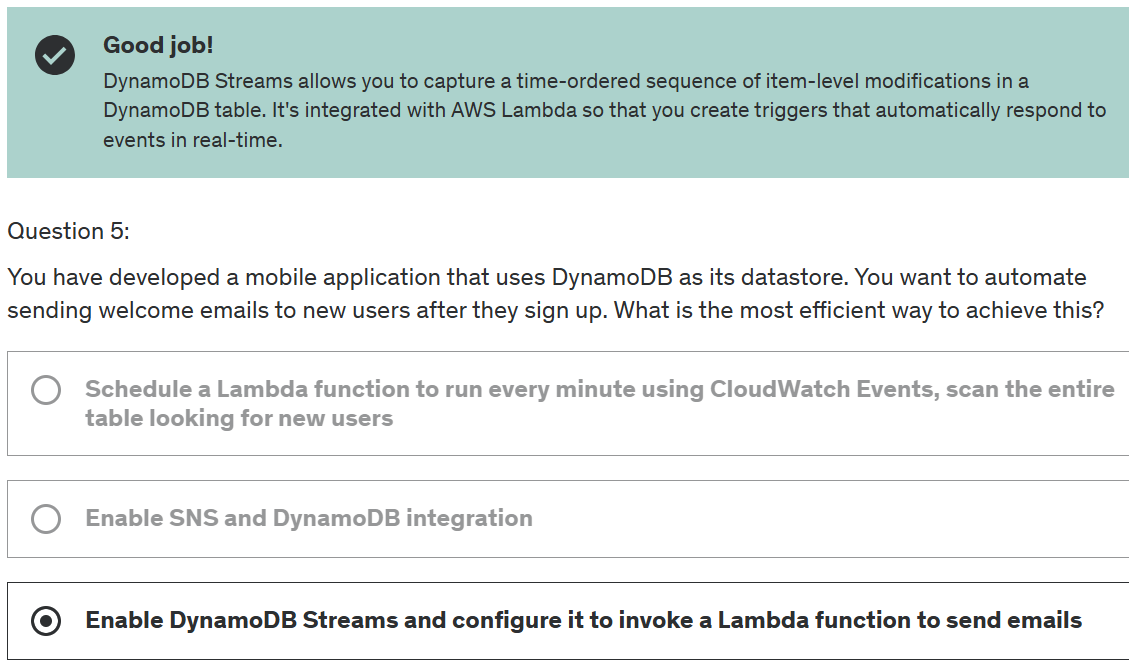 Good job!
DynamoDB Streams allows you to capture a time-ordered sequence of item-level modifications in a
DynamoDB table. It's integrated with AWS Lambda so that you create triggers that automatically respond to
events in real-time.
Question 5:
You have developed a mobile application that uses DynamoDB as its datastore. You want to automate
sending welcome emails to new users after they sign up. What is the most efficient way to achieve this?
Schedule a Lambda function to run every minute using CloudWatch Events, scan the entire
table looking for new users
Enable SNS and DynamoDB integration
Enable DynamoDB Streams and configure it to invoke a Lambda function to send emails